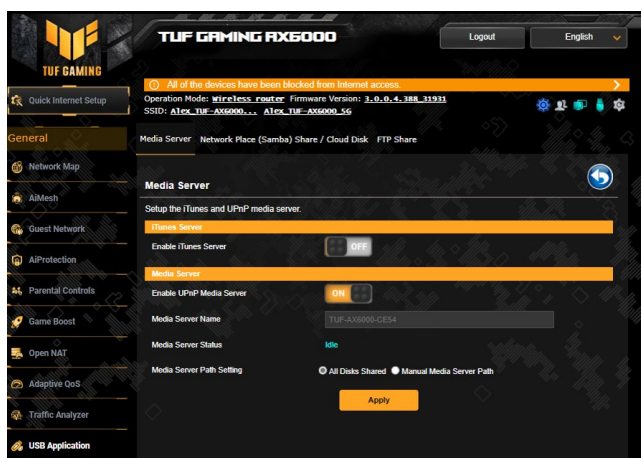 TUF GAMING
TUF GAMING AX6000
Logout
English
All of the devices have been blocked from Internet access.
Quick Internet Setup
Operation Mode: Wireless router Firmware Version: 3.0.0.4.388_31931
SSID: Alex_TUF-AX6000... Alex_TUF-AX6000_5G
General
Media Server Network Place (Samba) Share / Cloud Disk FTP Share
Network Map
AiMesh
Guest Network
AiProtection
Parental Controls
Game Boost
Open NAT
Adaptive QoS
Traffic Analyzer
USB Application
Media Server
Setup the iTunes and UPnP media server.
iTunes Server
Enable iTunes Server OFF
Media Server
Enable UPnP Media Server ON
Media Server Name TUF-AX6000-CE54
Media Server Status Idle
Media Server Path Setting All Disks Shared Manual Media Server Path
Apply